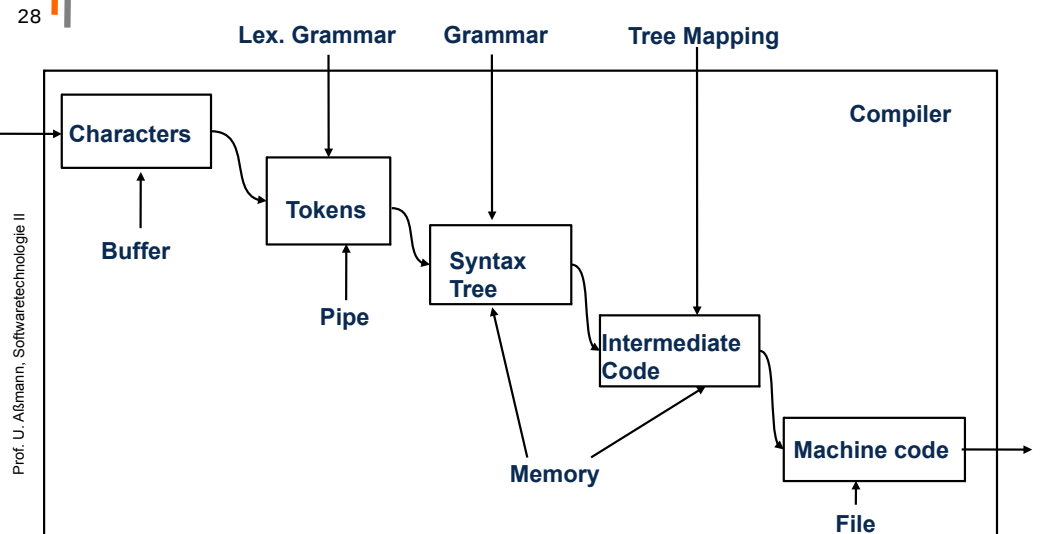 28
Lex. Grammar
Grammar
Tree Mapping
Compiler
Characters
Tokens
Buffer
Syntax
Tree
Pipe
Intermediate
Code
Memory
Machine code
File
Prof. U. Aßmann, Softwaretechnologie II